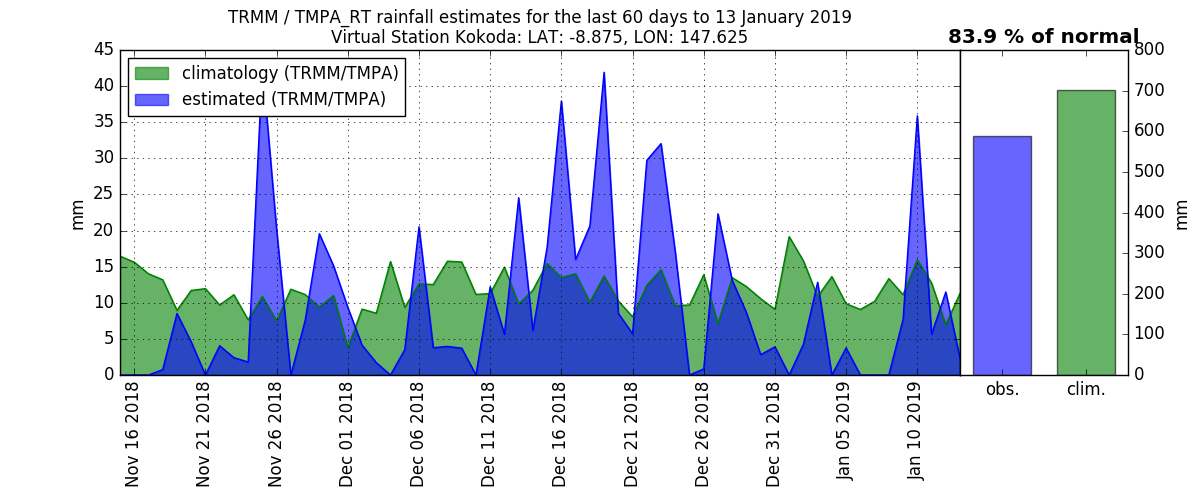 TRMM / TMPA_RT rainfall estimates for the last 60 days to 13 January 2019
Virtual Station Kokoda: LAT: -8.875, LON: 147.625
83.9 % of normal
climatology (TRMM/TMPA)
estimated (TRMM/TMPA)
mm
45
40
35
30
25
20
15
10
5
0
Nov 16 2018
Nov 21 2018
Nov 26 2018
Dec 01 2018
Dec 06 2018
Dec 11 2018
Dec 16 2018
Dec 21 2018
Dec 26 2018
Dec 31 2018
Jan 05 2019
Jan 10 2019
obs.
clim.
800
700
600
500
400
300
200
100
0
mm